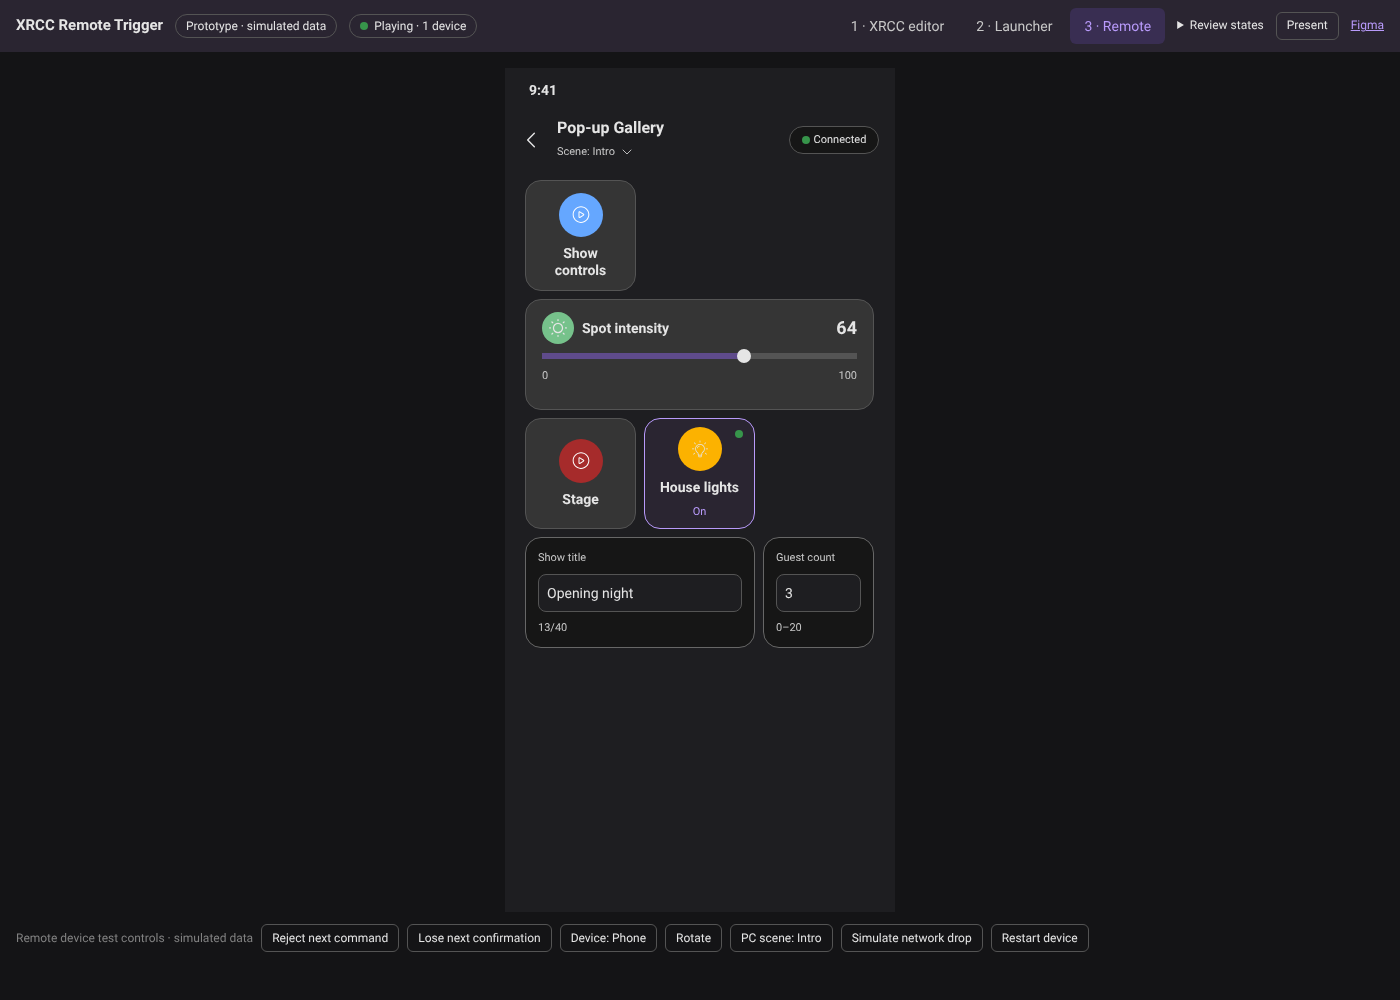 XRCC Remote Trigger
Prototype · simulated data
Playing · 1 device
1 · XRCC editor
2 · Launcher
3 · Remote
Review states
Present
Figma
9:41
Pop-up Gallery
Scene: Intro
Connected
Show
controls
Spot intensity
64
0
100
Stage
House lights
On
Show title
Opening night
13/40
Guest count
3
0–20
Remote device test controls · simulated data
Reject next command
Lose next confirmation
Device: Phone
Rotate
PC scene: Intro
Simulate network drop
Restart device